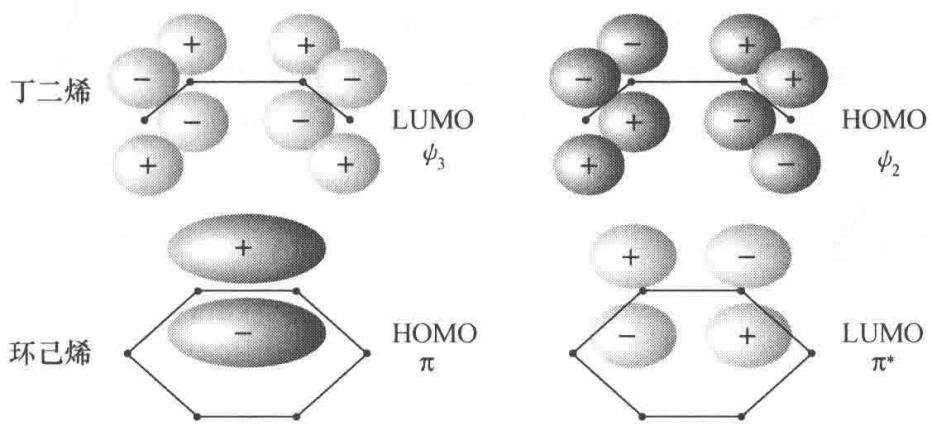 + + − +
− − − +
丁二烯
− − LUMO + − HOMO
+ + ψ₃ + − ψ₂
+ + −
环己烯
− HOMO − + LUMO
π π*